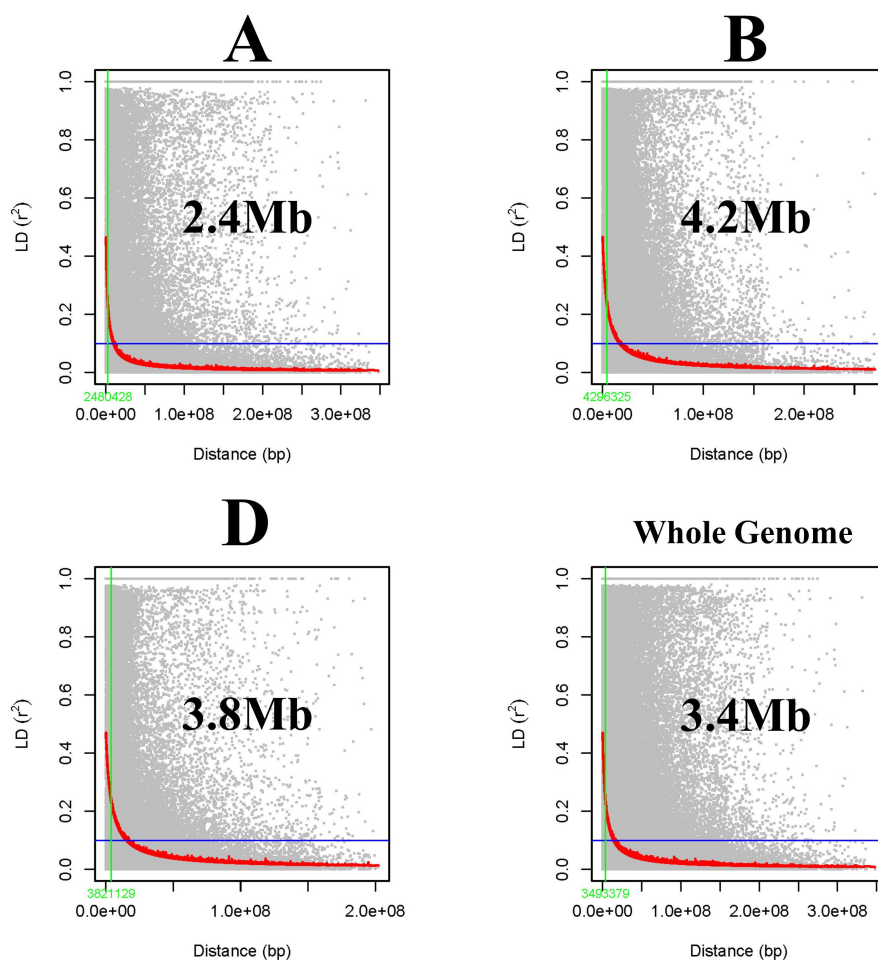 A
1.0
0.8
0.6
0.4
0.2
0.0
LD (r²)
2.4Mb
2480428
0.0e+00 1.0e+08 2.0e+08 3.0e+08
Distance (bp)
B
1.0
0.8
0.6
0.4
0.2
0.0
LD (r²)
4.2Mb
4296325
0.0e+00 1.0e+08 2.0e+08
Distance (bp)
D
1.0
0.8
0.6
0.4
0.2
0.0
LD (r²)
3.8Mb
3821129
0.0e+00 1.0e+08 2.0e+08
Distance (bp)
Whole Genome
1.0
0.8
0.6
0.4
0.2
0.0
LD (r²)
3.4Mb
3493379
0.0e+00 1.0e+08 2.0e+08 3.0e+08
Distance (bp)